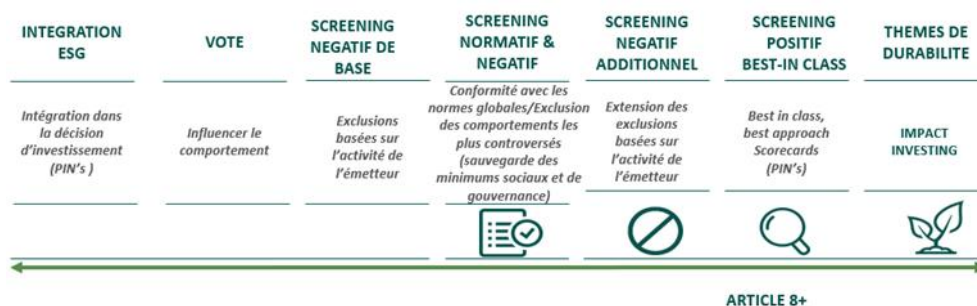 INTEGRATION
ESG
VOTE
SCREENING
NEGATIF DE
BASE
SCREENING
NORMATIF &
NEGATIF
SCREENING
NEGATIF
ADDITIONNEL
SCREENING
POSITIF
BEST-IN CLASS
THEMES DE
DURABILITE
Intégration dans
la décision
d'investissement
(PIN's )
Influencer le
comportement
Exclusions
basées sur
l'activité de
l'émetteur
Conformité avec les
normes globales/Exclusion
des comportements les
plus controversés
(sauvegarde des
minimums sociaux et de
gouvernance)
Extension des
exclusions
basées sur
l'activité de
l'émetteur
Best in class,
best approach
Scorecards
(PIN's)
IMPACT
INVESTING
ARTICLE 8+